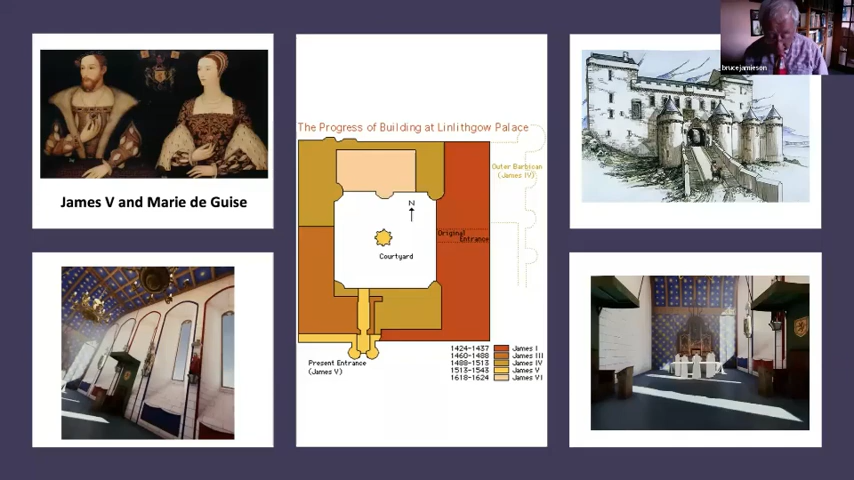 brucejamieson
James V and Marie de Guise
The Progress of Building at Linlithgow Palace
Outer Barbican
(James IV)
N
Original
Entrance
Courtyard
Present Entrance
(James V)
1424-1437 James I
1460-1488 James III
1488-1513 James IV
1513-1543 James V
1618-1624 James VI